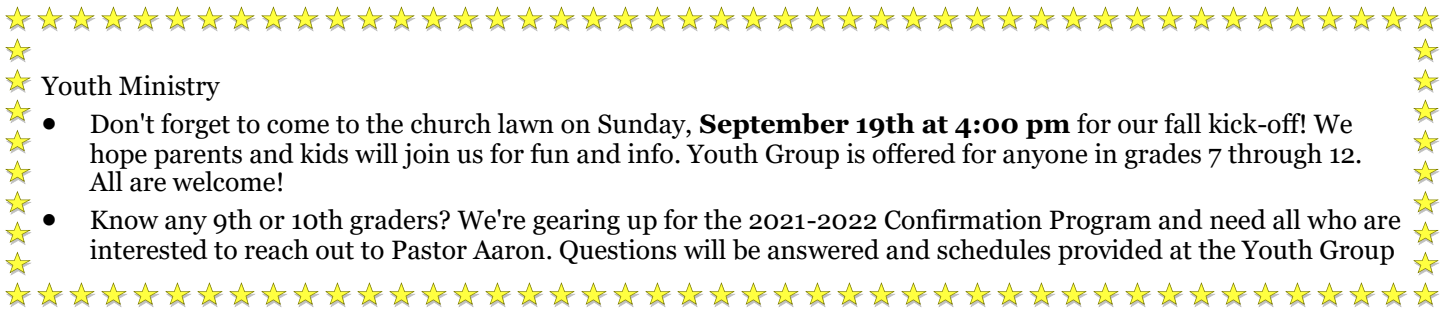 Youth Ministry
• Don't forget to come to the church lawn on Sunday, September 19th at 4:00 pm for our fall kick-off! We
hope parents and kids will join us for fun and info. Youth Group is offered for anyone in grades 7 through 12.
All are welcome!
• Know any 9th or 10th graders? We're gearing up for the 2021-2022 Confirmation Program and need all who are
interested to reach out to Pastor Aaron. Questions will be answered and schedules provided at the Youth Group